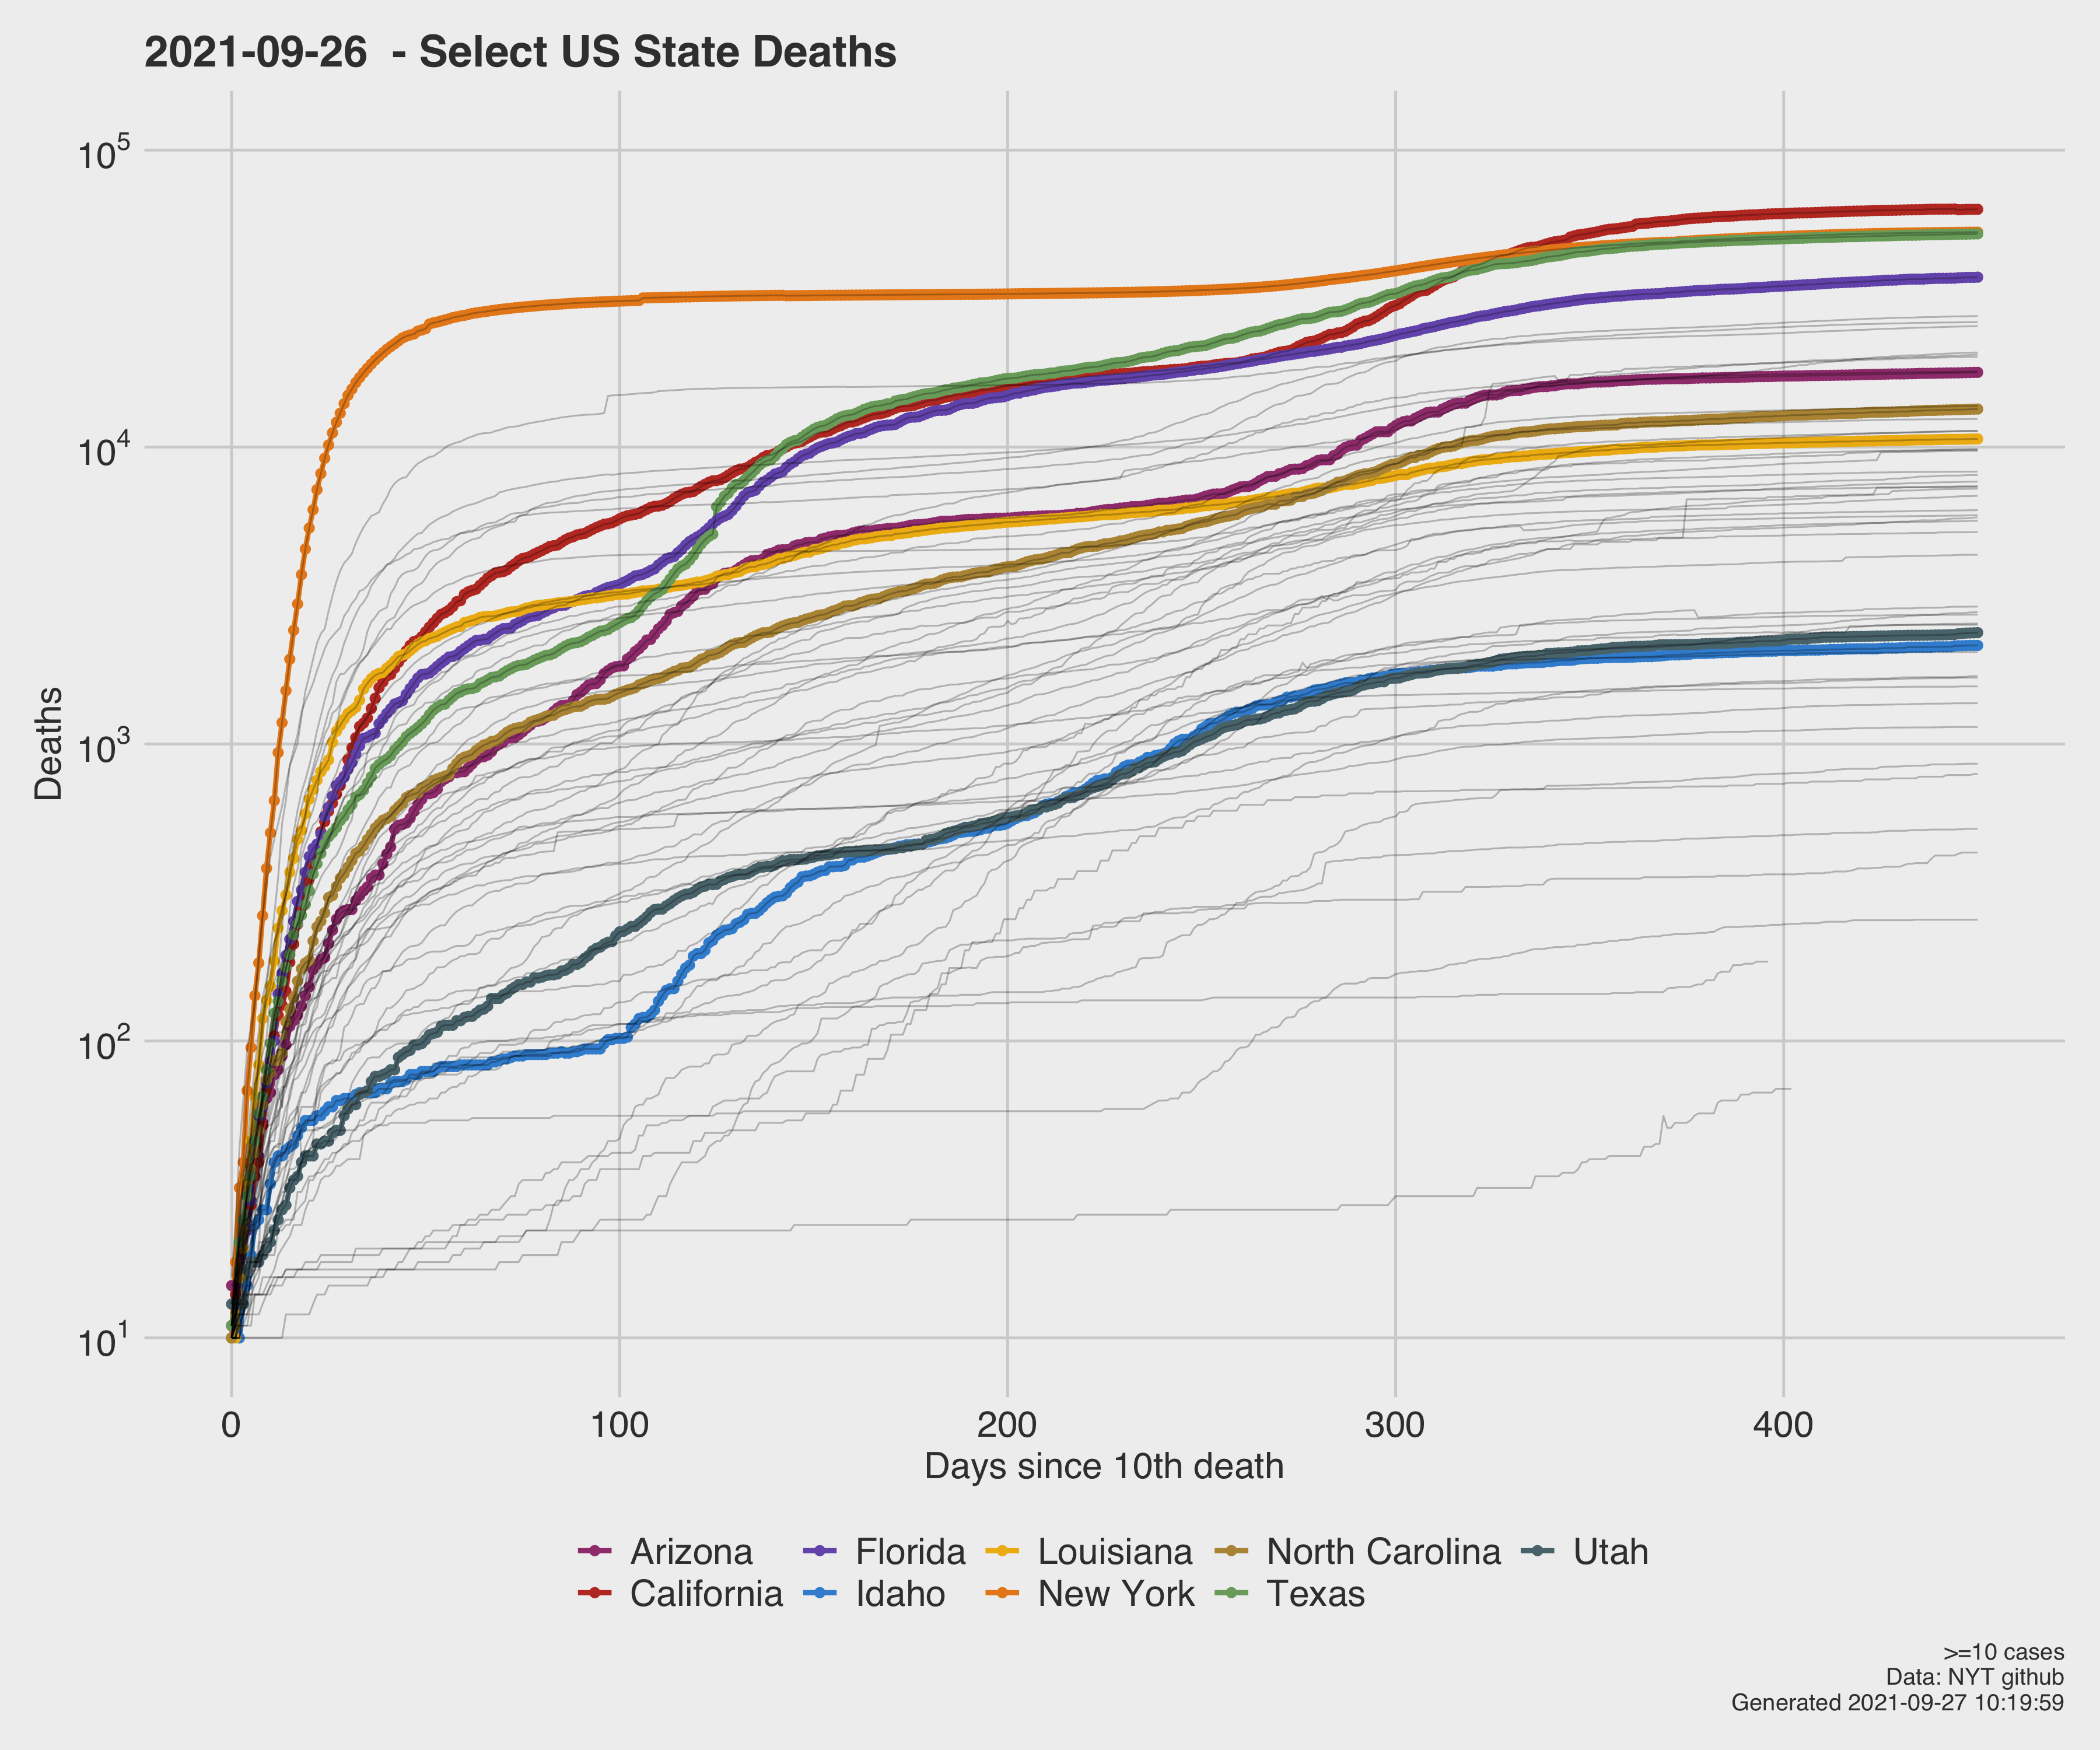 2021-09-26  - Select US State Deaths
10^5
10^4
10^3
10^2
10^1
Deaths
0 100 200 300 400
Days since 10th death
Arizona Florida Louisiana North Carolina Utah
California Idaho New York Texas
>=10 cases
Data: NYT github
Generated 2021-09-27 10:19:59